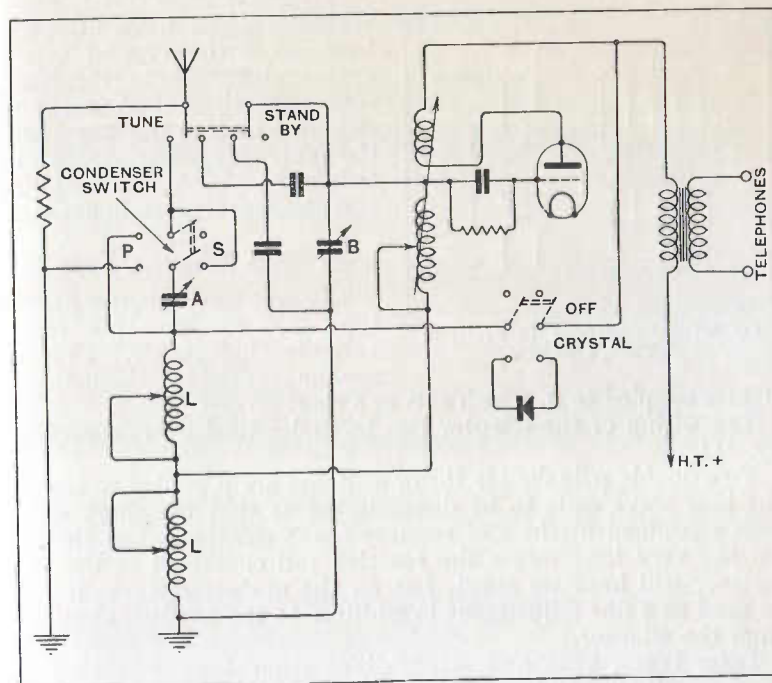 TUNE
STAND
BY
CONDENSER
SWITCH
P
S
A
B
L
L
OFF
CRYSTAL
TELEPHONES
H.T. +